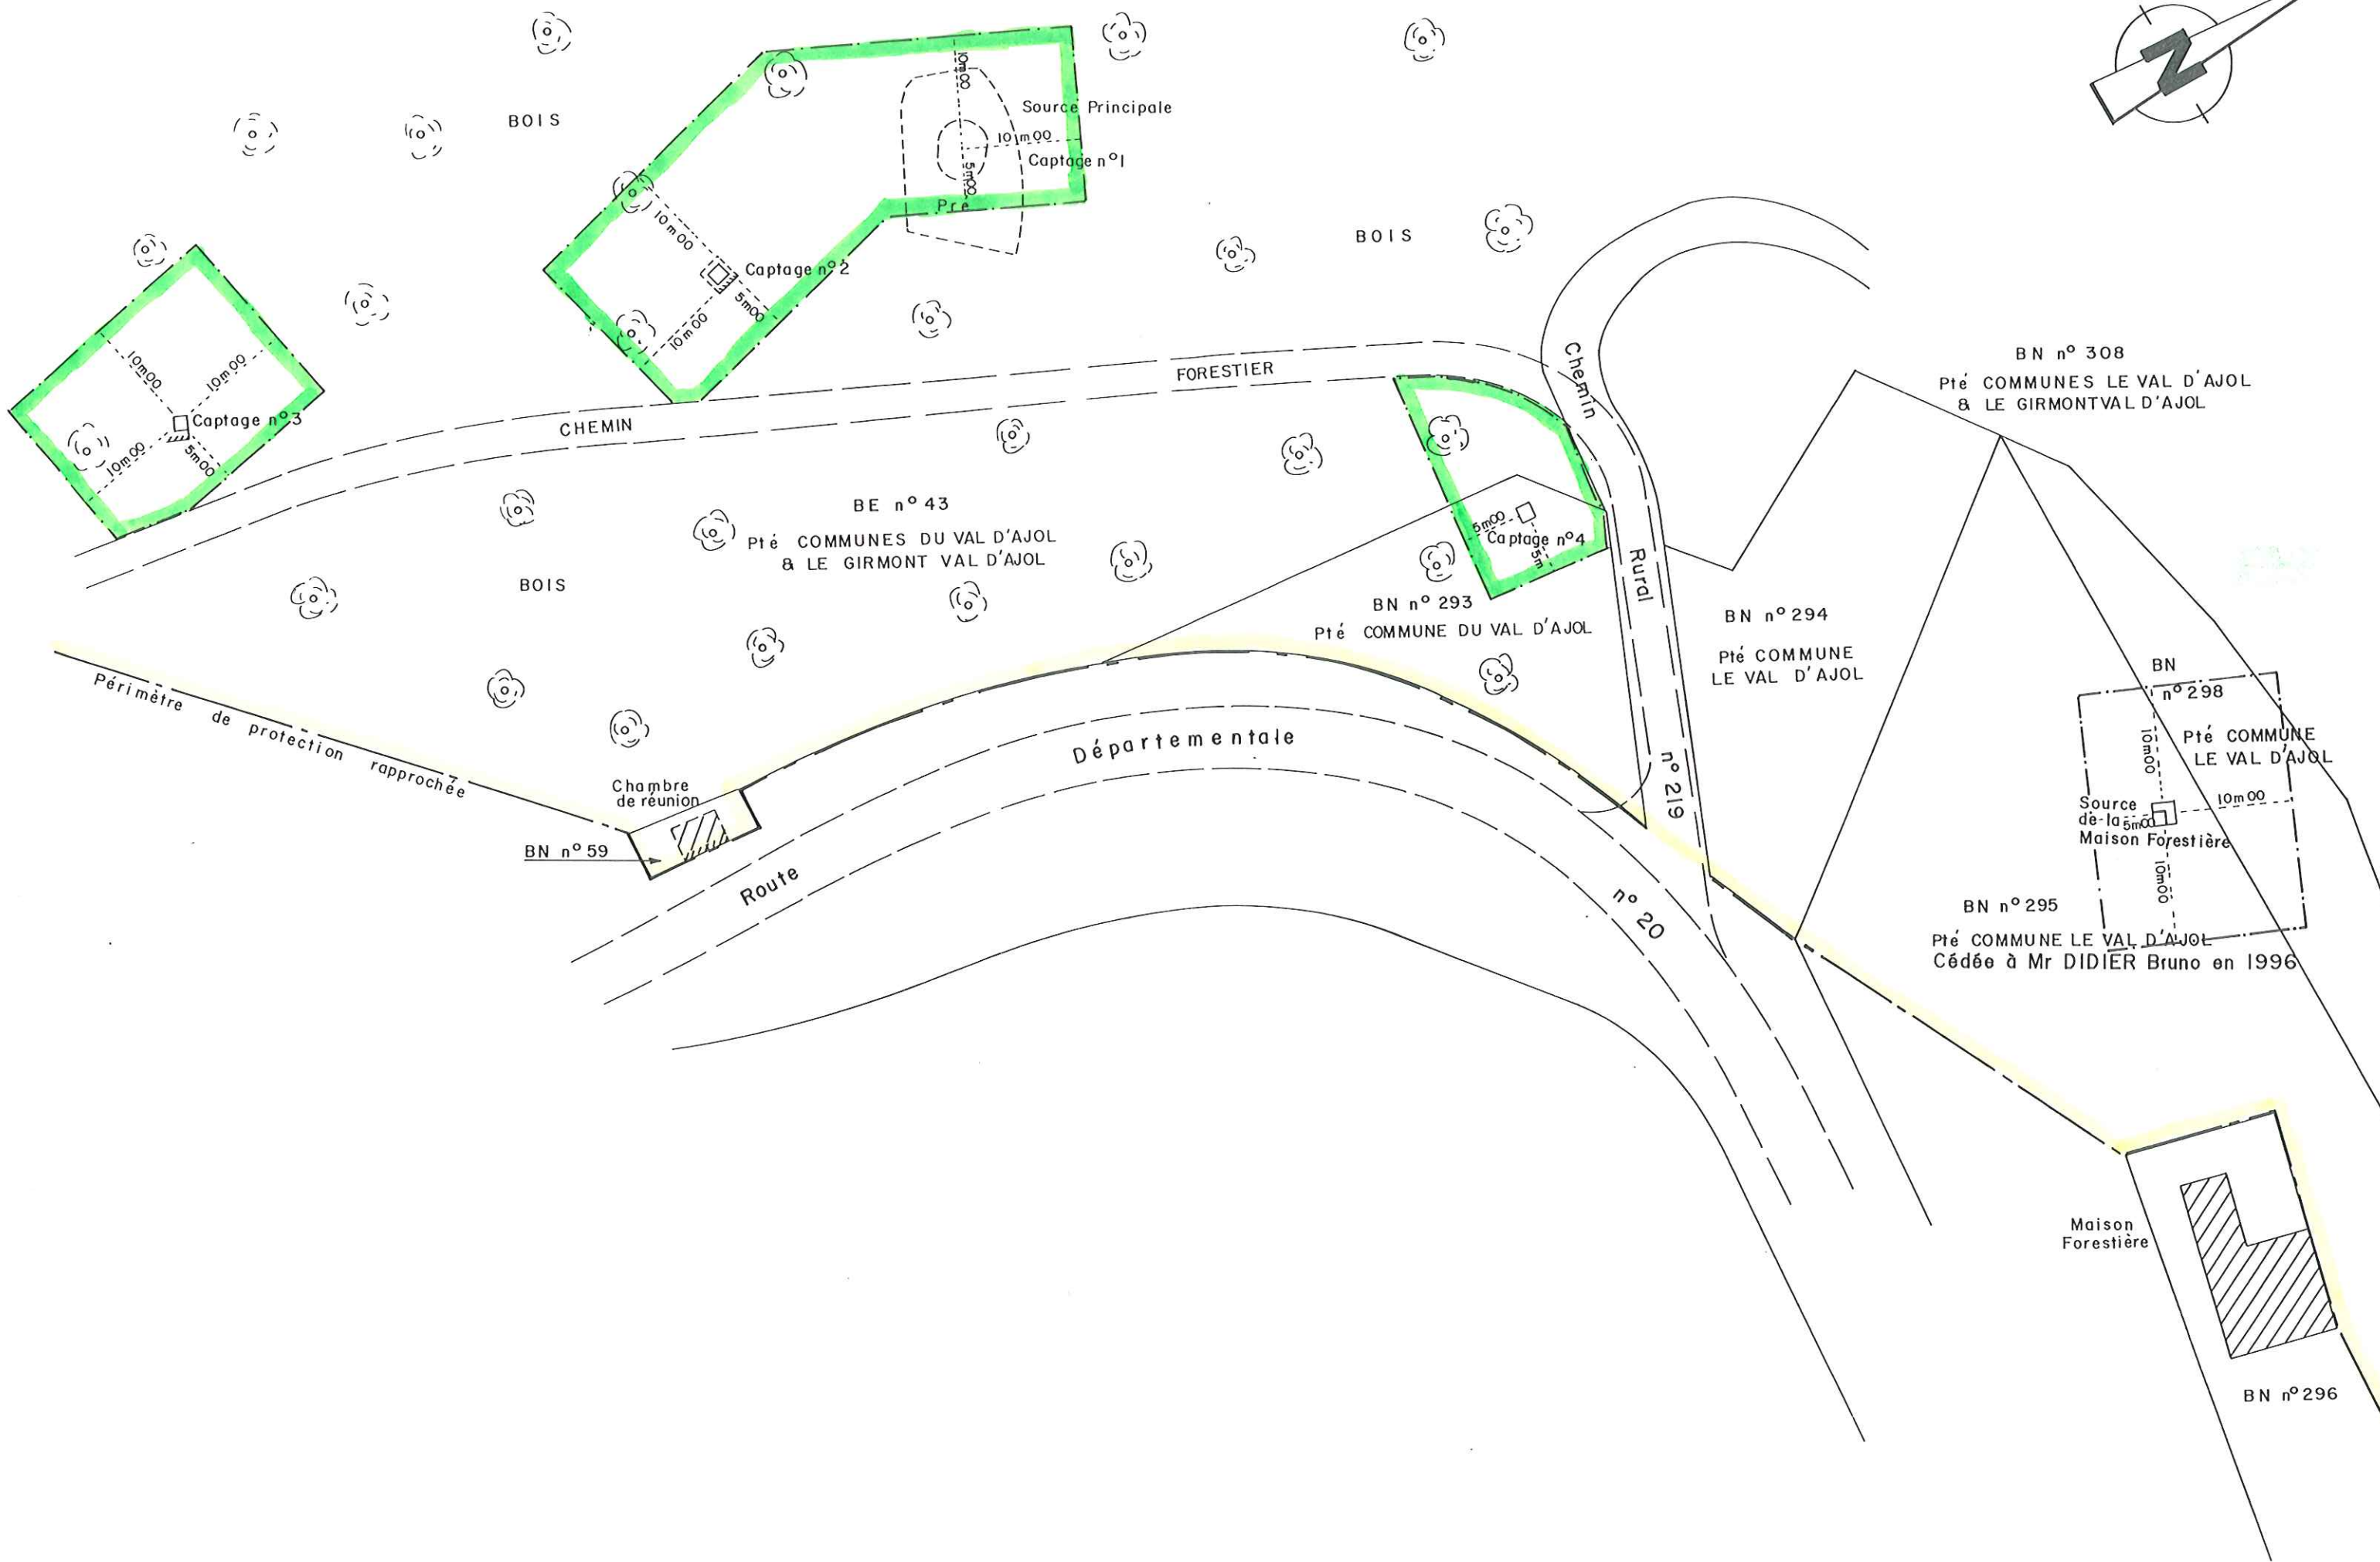 N
BOIS
10m00
Source Principale
10m00
Captage n°1
5m00
Pré
BOIS
10m00
Captage n°2
5m00
10m00
10m00
10m00
Captage n°3
10m00
5m00
CHEMIN
FORESTIER
Chemin
Rural
n° 219
BN n° 308
Pté COMMUNES LE VAL D'AJOL
& LE GIRMONTVAL D'AJOL
BE n° 43
Pté COMMUNES DU VAL D'AJOL
& LE GIRMONT VAL D'AJOL
BOIS
5m00
Captage n°4
5m
BN n° 293
Pté COMMUNE DU VAL D'AJOL
BN n° 294
Pté COMMUNE
LE VAL D'AJOL
BN
n° 298
Pté COMMUNE
LE VAL D'AJOL
10m00
10m00
Source
de-la 5m00
Maison Forestière
10m00
BN n° 295
Pté COMMUNE LE VAL D'AJOL
Cédée à Mr DIDIER Bruno en 1996
Périmètre de protection rapprochée
Chambre
de réunion
BN n° 59
Route
Départementale
n° 20
Maison
Forestière
BN n° 296